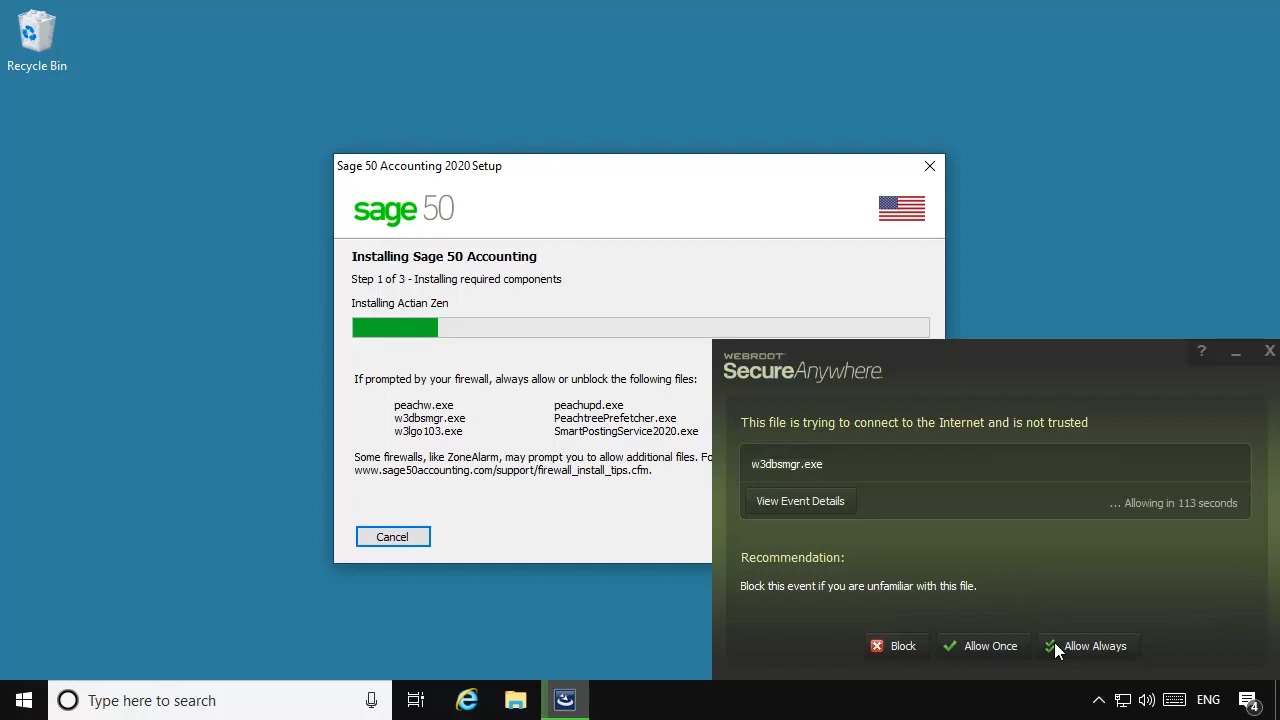 Recycle Bin
Sage 50 Accounting 2020 Setup
sage 50
Installing Sage 50 Accounting
Step 1 of 3 - Installing required components
Installing Actian Zen
If prompted by your firewall, always allow or unblock the following files:
peachw.exe peachupd.exe
w3dbsmgr.exe PeachtreePrefetcher.exe
w3lgo103.exe SmartPostingService2020.exe
Some firewalls, like ZoneAlarm, may prompt you to allow additional files.
www.sage50accounting.com/support/firewall_install_tips.cfm.
Cancel
WEBROOT
SecureAnywhere
This file is trying to connect to the Internet and is not trusted
w3dbsmgr.exe
View Event Details
... Allowing in 113 seconds
Recommendation:
Block this event if you are unfamiliar with this file.
Block Allow Once Allow Always
Type here to search
ENG
4